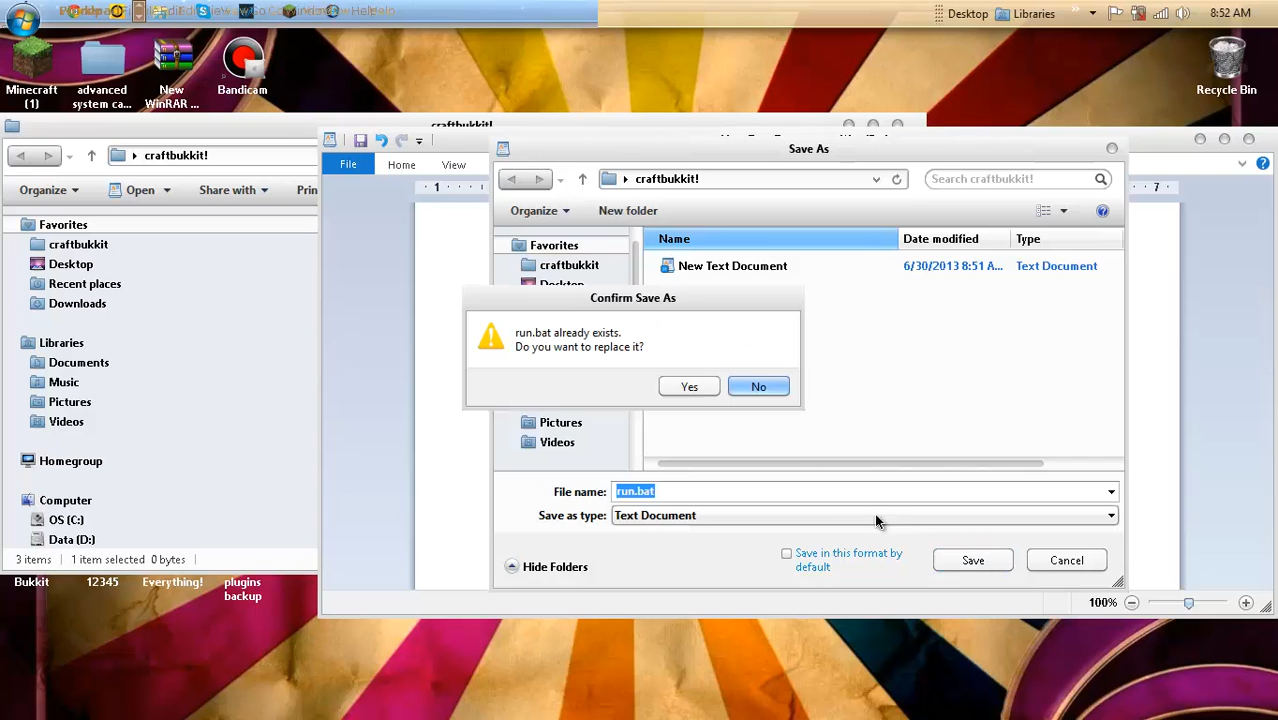 Desktop
Libraries
»
8:52 AM
Minecraft
(1)
advanced
system ca...
New
WinRAR ...
Bandicam
Recycle Bin
craftbukkit!
craftbukkit!
Organize
Open
Share with
Favorites
craftbukkit
Desktop
Recent places
Downloads
Libraries
Documents
Music
Pictures
Videos
Homegroup
Computer
OS (C:)
Data (D:)
3 items 1 item selected 0 bytes
Bukkit
12345
Everything!
plugins
backup
File
Home
View
1
7
100%
Save As
craftbukkit!
Search craftbukkit!
Organize
New folder
Name
Date modified
Type
Favorites
craftbukkit
Desktop
New Text Document
6/30/2013 8:51 A...
Text Document
Pictures
Videos
Confirm Save As
run.bat already exists.
Do you want to replace it?
Yes
No
File name:
run.bat
Save as type:
Text Document
Save in this format by
default
Hide Folders
Save
Cancel